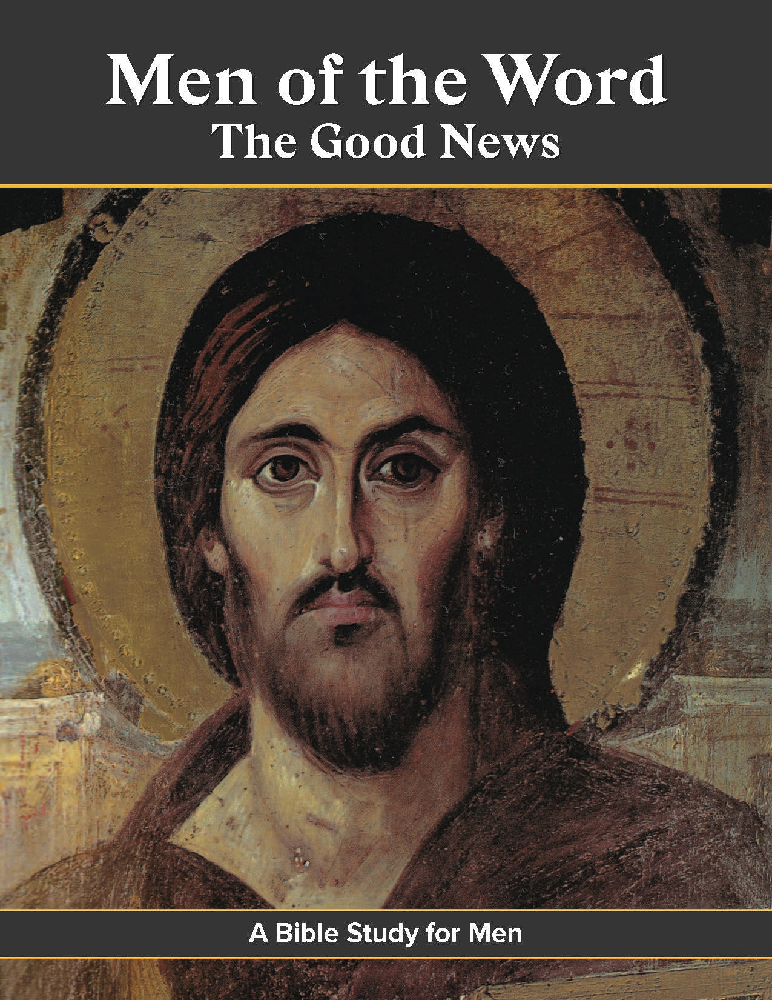 Men of the Word
The Good News
A Bible Study for Men